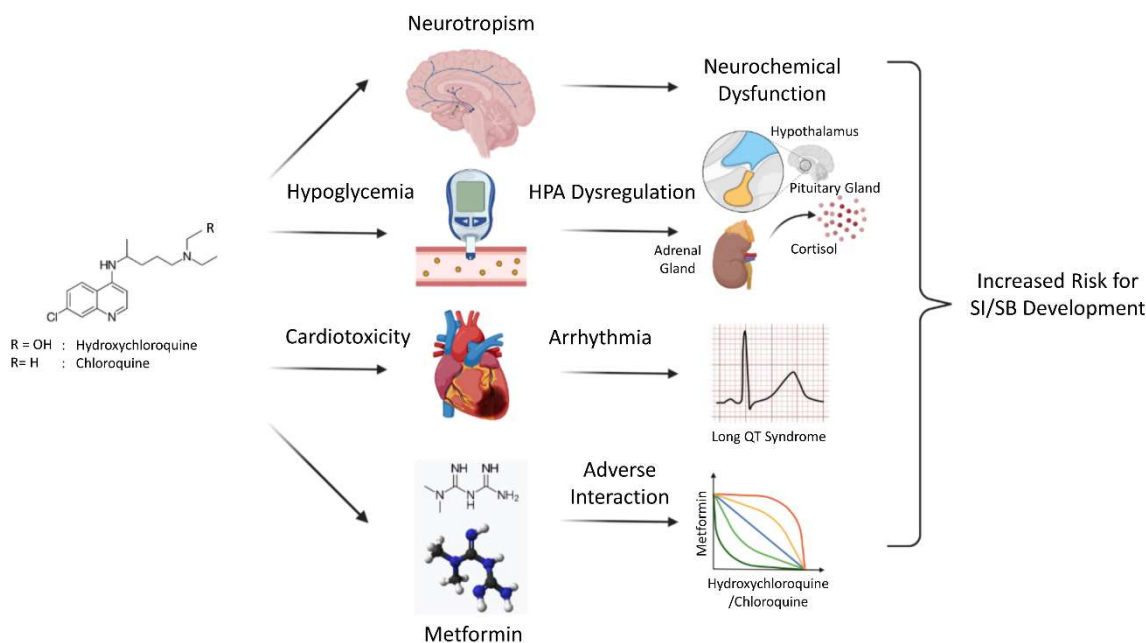 Neurotropism
Neurochemical
Dysfunction
Hypothalamus
Pituitary Gland
Hypoglycemia
HPA Dysregulation
Adrenal
Gland
Cortisol
R
HN
N
Cl
N
R = OH : Hydroxychloroquine
R= H : Chloroquine
Increased Risk for
SI/SB Development
Cardiotoxicity
Arrhythmia
Long QT Syndrome
NH NH
N N NH2
H
Adverse
Interaction
Metformin
Hydroxychloroquine
/Chloroquine
Metformin